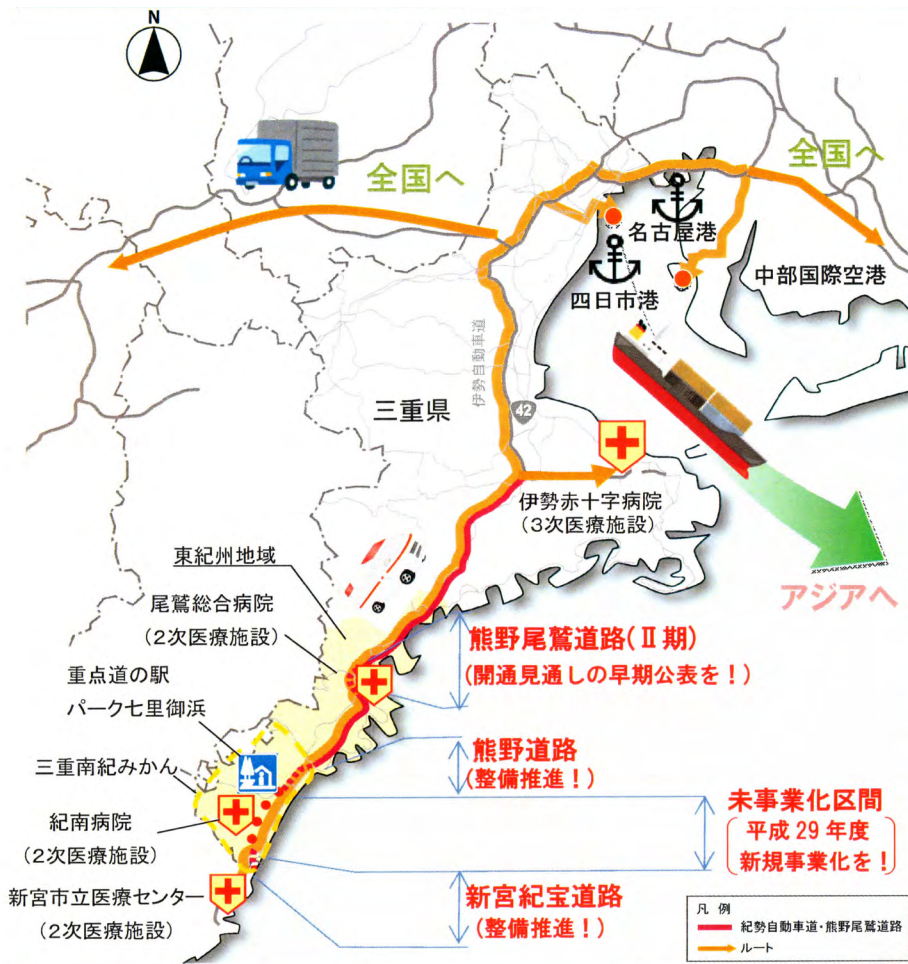 N
全国へ
全国へ
名古屋港
四日市港
中部国際空港
伊勢自動車道
三重県
42
伊勢赤十字病院
(3次医療施設)
アジアへ
東紀州地域
尾鷲総合病院
(2次医療施設)
重点道の駅
パーク七里御浜
三重南紀みかん
紀南病院
(2次医療施設)
新宮市立医療センター
(2次医療施設)
熊野尾鷲道路(Ⅱ期)
(開通見通しの早期公表を！)
熊野道路
(整備推進！)
未事業化区間
平成29年度
新規事業化を！
新宮紀宝道路
(整備推進！)
凡 例
紀勢自動車道・熊野尾鷲道路
ルート